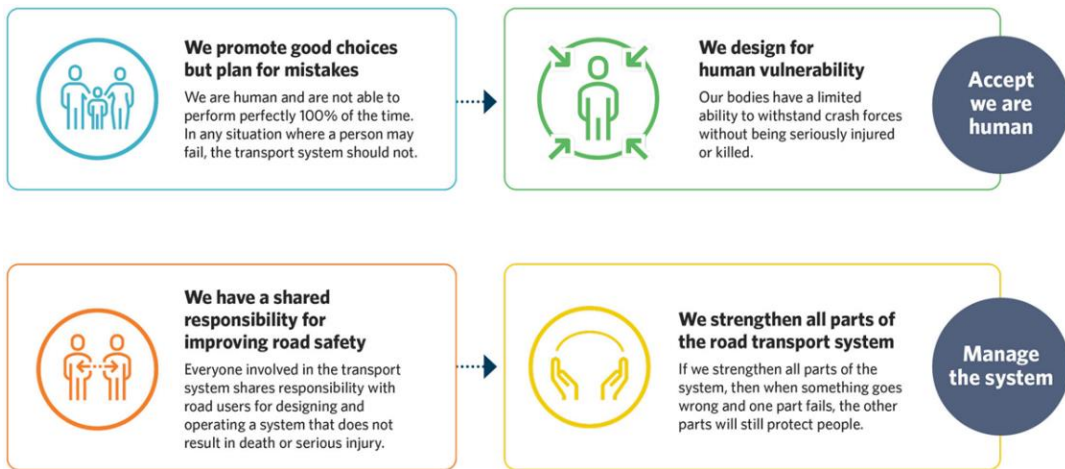 We promote good choices
but plan for mistakes
We are human and are not able to
perform perfectly 100% of the time.
In any situation where a person may
fail, the transport system should not.
We design for
human vulnerability
Our bodies have a limited
ability to withstand crash forces
without being seriously injured
or killed.
Accept
we are
human
We have a shared
responsibility for
improving road safety
Everyone involved in the transport
system shares responsibility with
road users for designing and
operating a system that does not
result in death or serious injury.
We strengthen all parts of
the road transport system
If we strengthen all parts of the
system, then when something goes
wrong and one part fails, the other
parts will still protect people.
Manage
the system